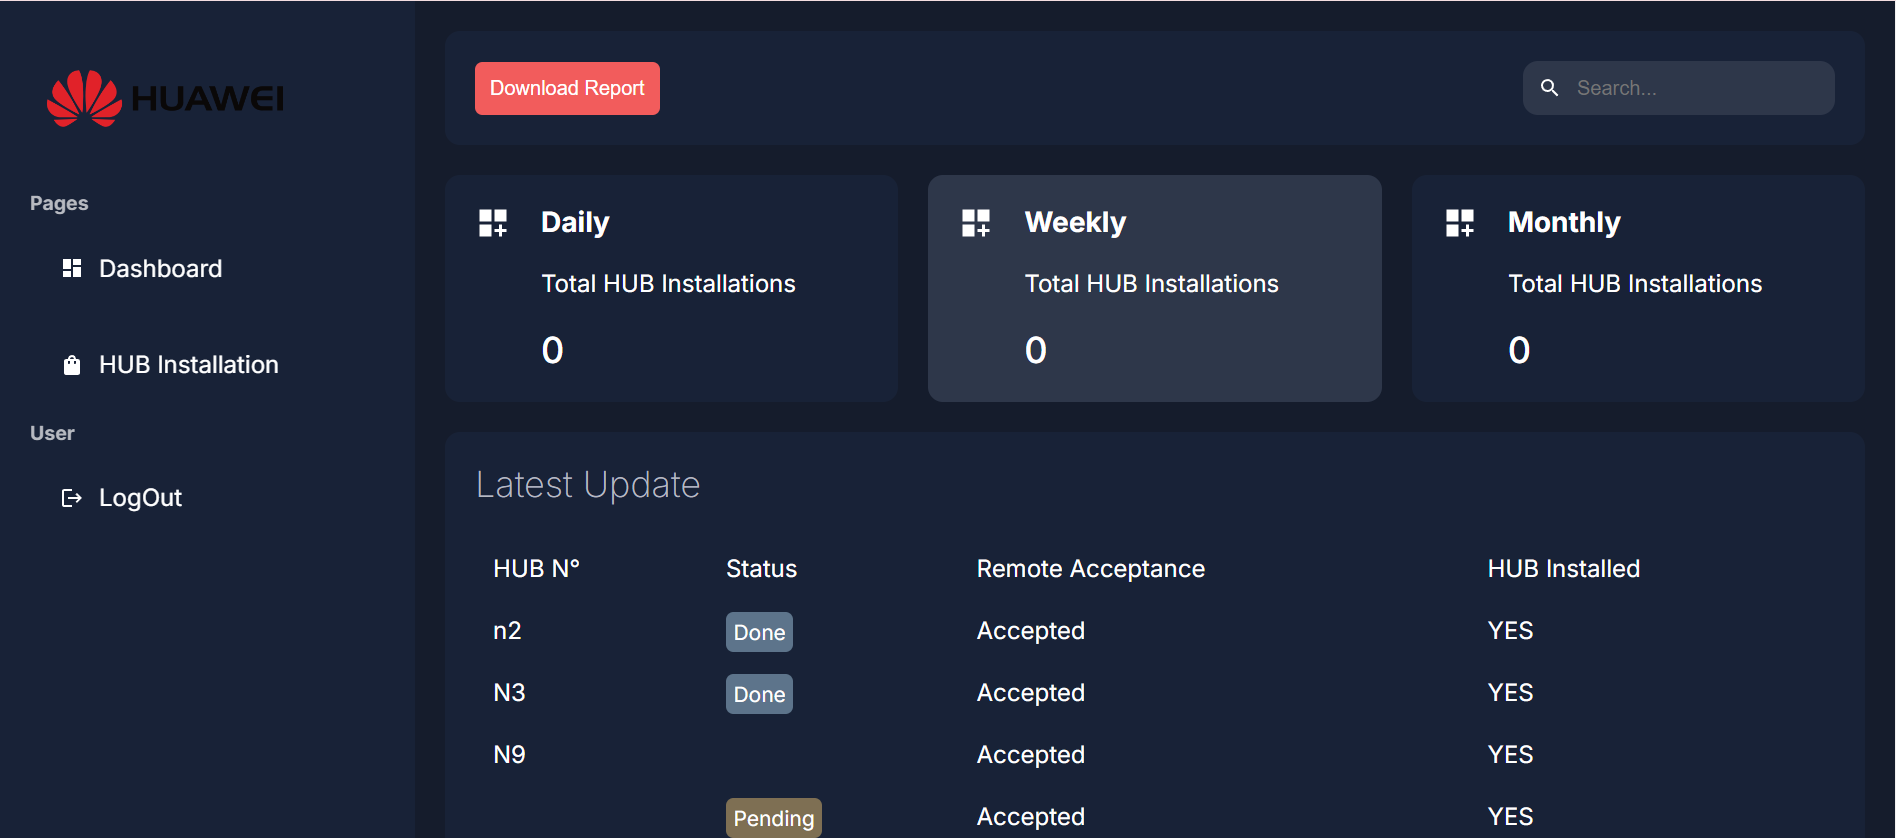 HUAWEI
Pages
Dashboard
HUB Installation
User
LogOut
Download Report
Search...
Daily
Total HUB Installations
0
Weekly
Total HUB Installations
0
Monthly
Total HUB Installations
0
Latest Update
HUB N° Status Remote Acceptance HUB Installed
n2 Done Accepted YES
N3 Done Accepted YES
N9 Accepted YES
Pending Accepted YES